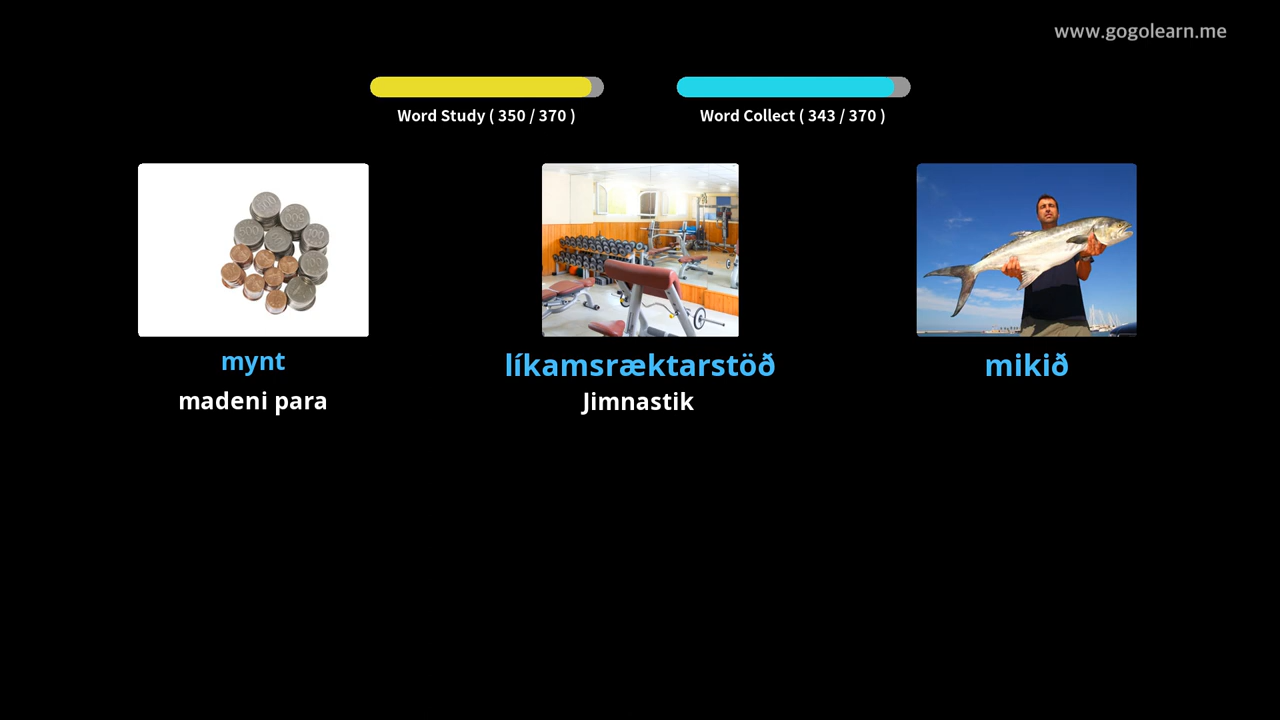 www.gogolearn.me
Word Study ( 350 / 370 )
Word Collect ( 343 / 370 )
mynt
madeni para
líkamsræktarstöð
Jimnastik
mikið